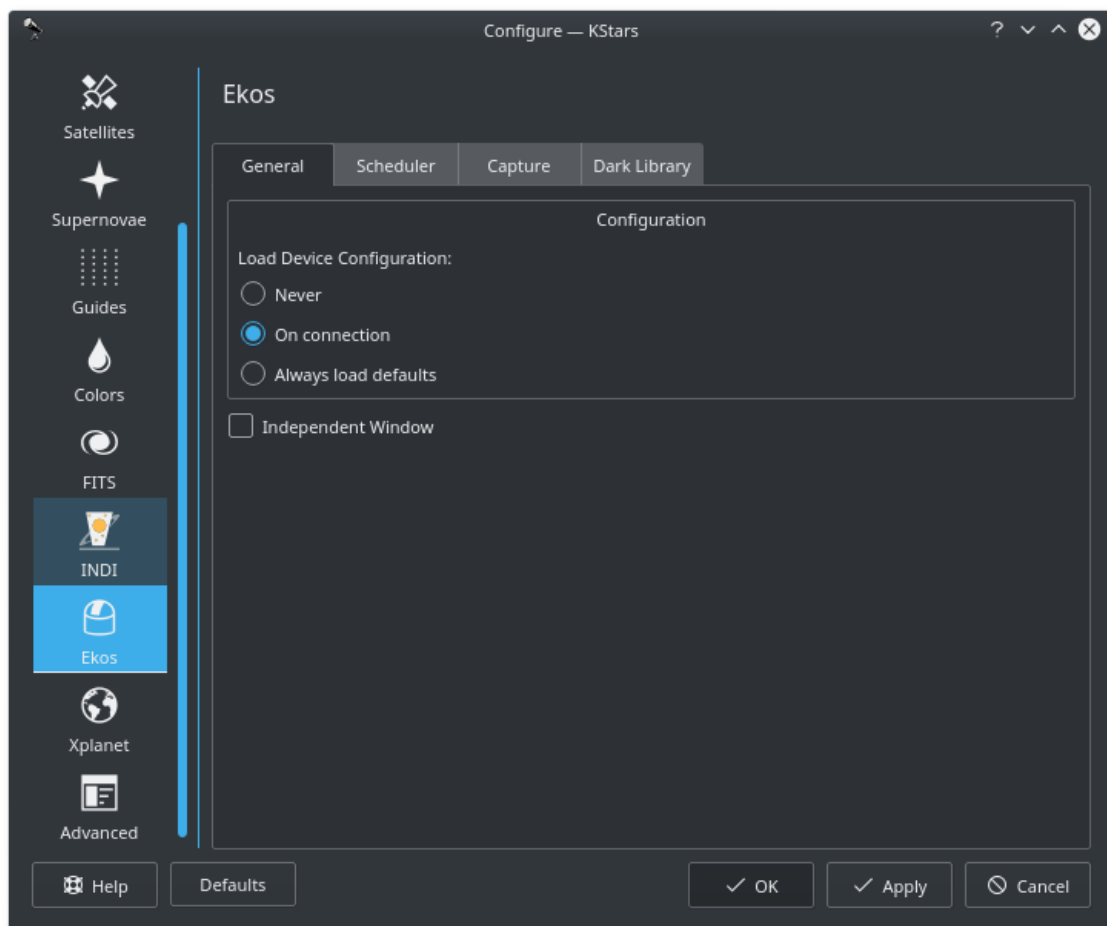 Configure — KStars
?
Satellites
Supernovae
Guides
Colors
FITS
INDI
Ekos
Xplanet
Advanced
Ekos
General Scheduler Capture Dark Library
Configuration
Load Device Configuration:
Never
On connection
Always load defaults
Independent Window
Help Defaults OK Apply Cancel